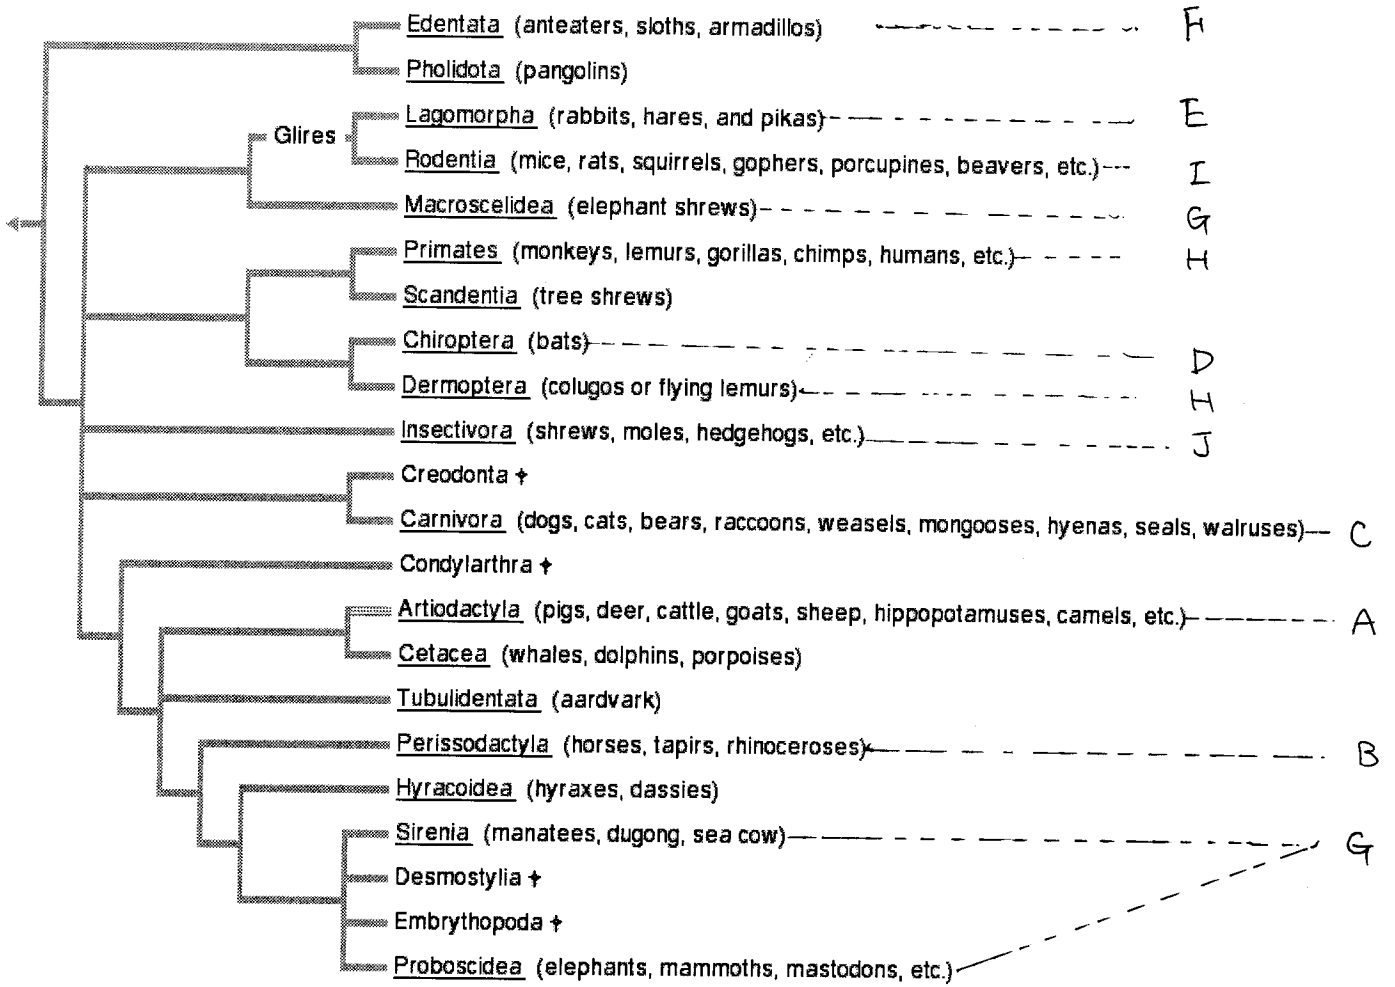 Edentata (anteaters, sloths, armadillos) F
Pholidota (pangolins)
Lagomorpha (rabbits, hares, and pikas) E
Glires
Rodentia (mice, rats, squirrels, gophers, porcupines, beavers, etc.) I
Macroscelidea (elephant shrews) G
Primates (monkeys, lemurs, gorillas, chimps, humans, etc.) H
Scandentia (tree shrews)
Chiroptera (bats) D
Dermoptera (colugos or flying lemurs) H
Insectivora (shrews, moles, hedgehogs, etc.) J
Creodonta ✝
Carnivora (dogs, cats, bears, raccoons, weasels, mongooses, hyenas, seals, walruses) C
Condylarthra ✝
Artiodactyla (pigs, deer, cattle, goats, sheep, hippopotamuses, camels, etc.) A
Cetacea (whales, dolphins, porpoises)
Tubulidentata (aardvark)
Perissodactyla (horses, tapirs, rhinoceroses) B
Hyracoidea (hyraxes, dassies)
Sirenia (manatees, dugong, sea cow) G
Desmostylia ✝
Embrythopoda ✝
Proboscidea (elephants, mammoths, mastodons, etc.)